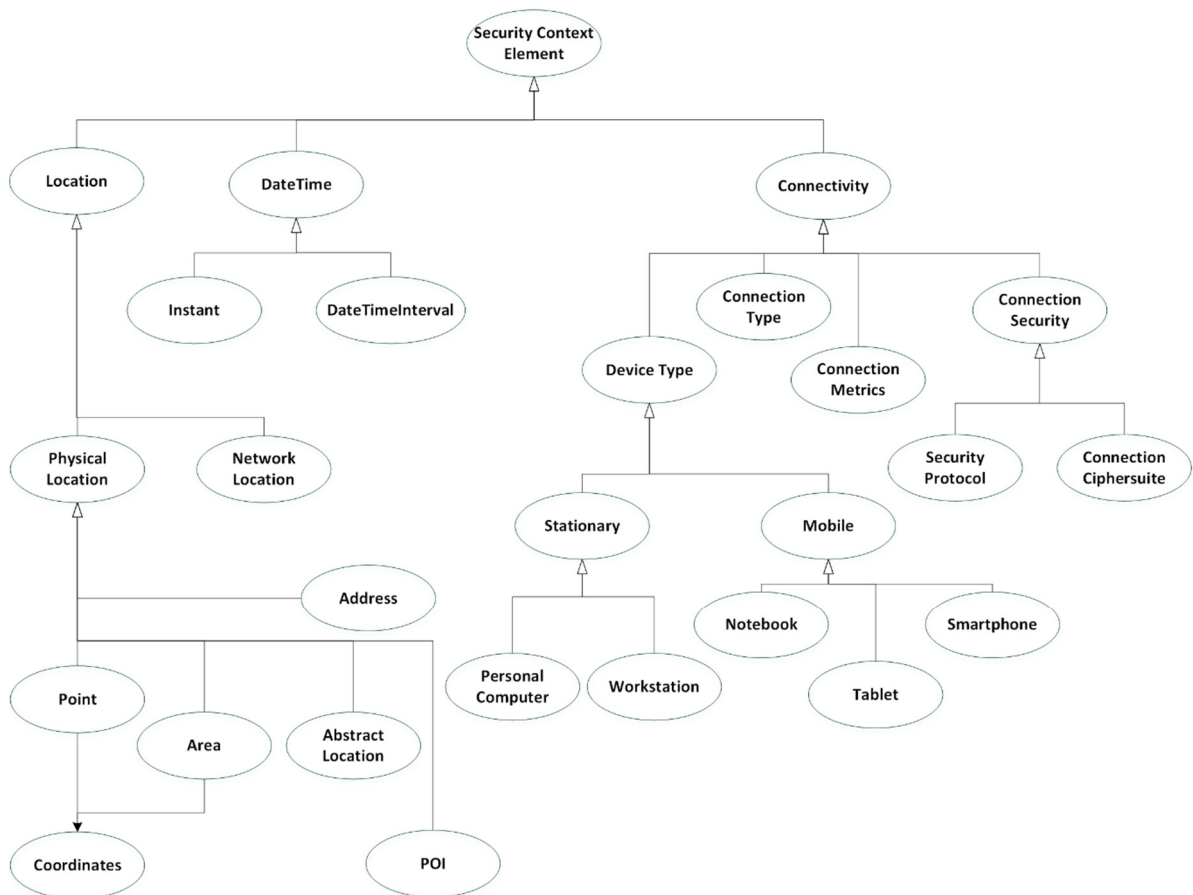 Security Context
Element
Location
DateTime
Connectivity
Instant
DateTimeInterval
Connection
Type
Connection
Security
Device Type
Connection
Metrics
Physical
Location
Network
Location
Security
Protocol
Connection
Ciphersuite
Stationary
Mobile
Address
Notebook
Smartphone
Personal
Computer
Workstation
Tablet
Point
Area
Abstract
Location
Coordinates
POI